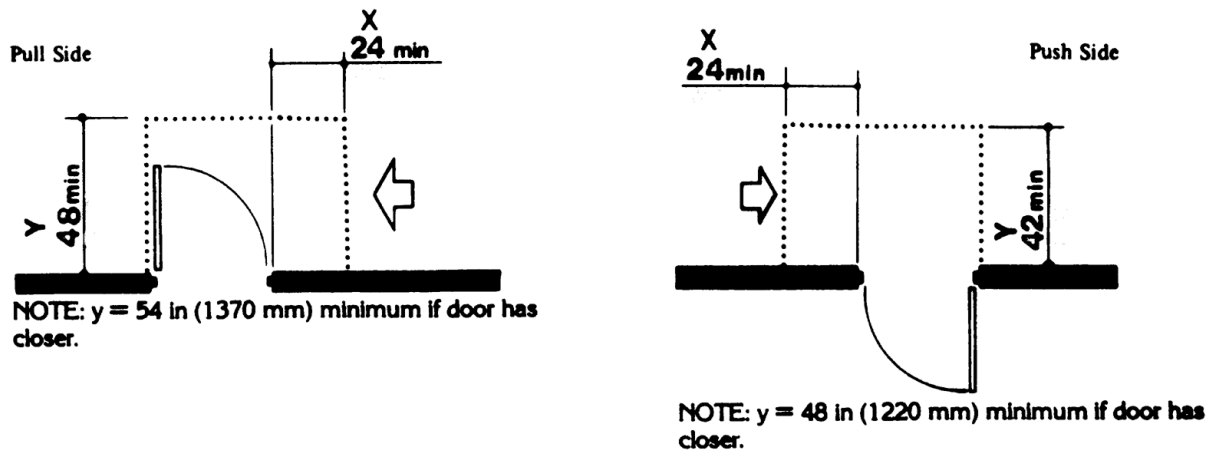 Pull Side
X
24 min
Y
48min
NOTE: y = 54 in (1370 mm) minimum if door has
closer.
X
24min
Push Side
Y
42min
NOTE: y = 48 in (1220 mm) minimum if door has
closer.